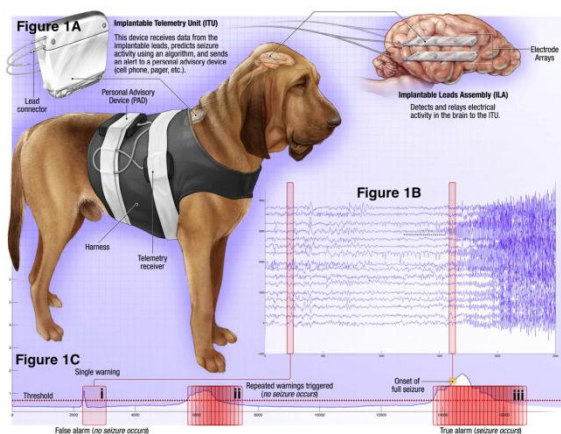 Figure 1A
Implantable Telemetry Unit (ITU)
This device receives data from the
implantable leads, predicts seizure
activity using an algorithm, and sends
an alert to a personal advisory device
(cell phone, pager, etc.).
Lead
connector
Personal Advisory
Device (PAD)
Electrode
Arrays
Implantable Leads Assembly (ILA)
Detects and relays electrical
activity in the brain to the ITU.
Harness
Telemetry
receiver
Figure 1B
Figure 1C
Single warning
Repeated warnings triggered
(no seizure occurs)
Onset of
full seizure
Threshold
i
ii
iii
False alarm (no seizure occurs)
True alarm (seizure occurs)